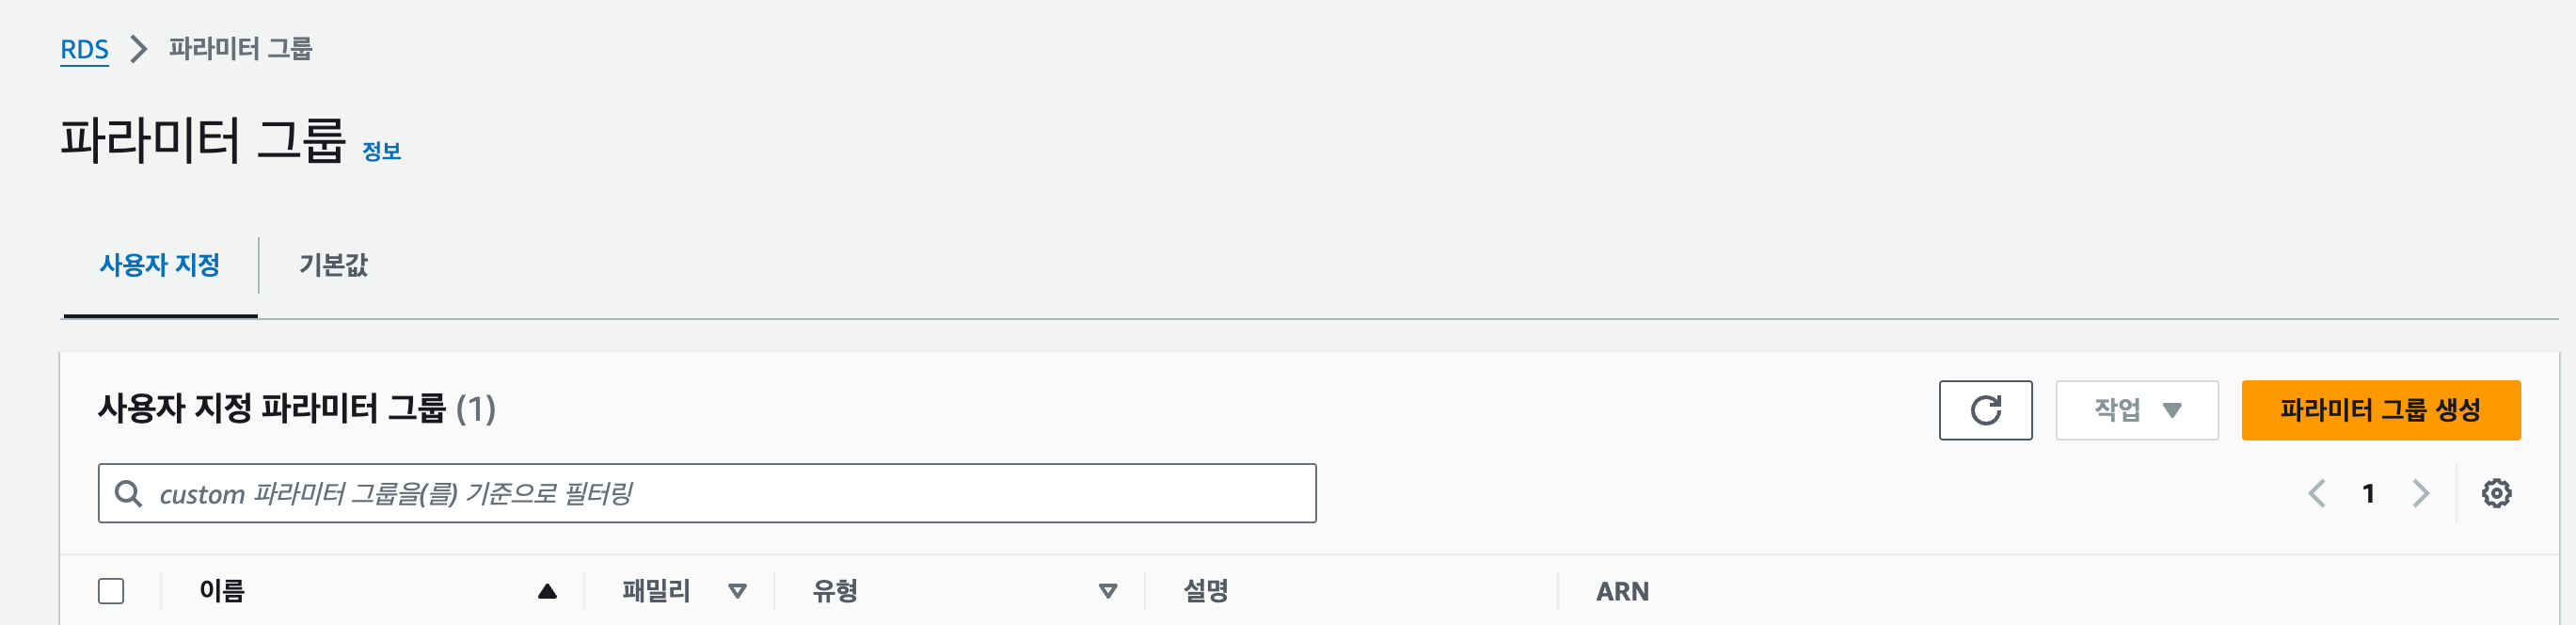 RDS > 파라미터 그룹
파라미터 그룹 정보
사용자 지정 기본값
사용자 지정 파라미터 그룹 (1) 작업 파라미터 그룹 생성
custom 파라미터 그룹을(를) 기준으로 필터링 1
이름 패밀리 유형 설명 ARN